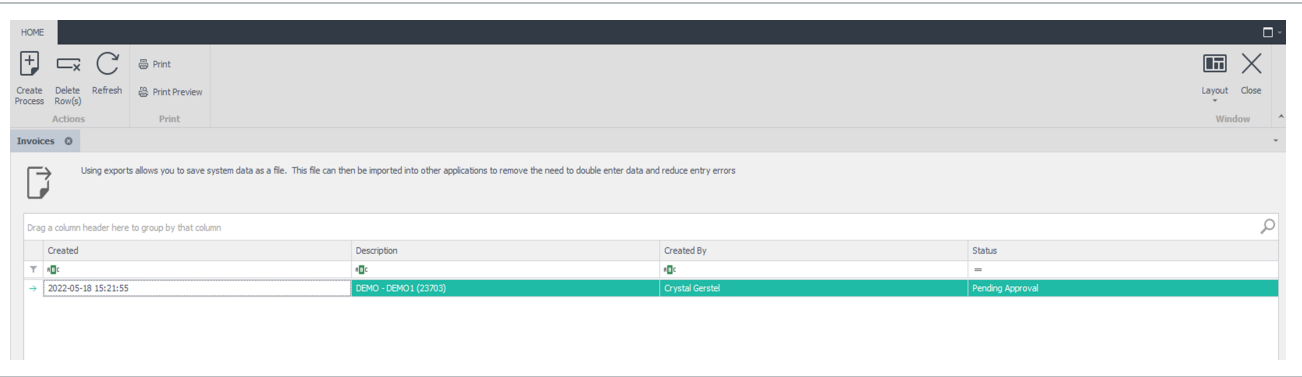 HOME
Create Process
Delete Row(s)
Refresh
Print
Print Preview
Layout
Close
Actions
Print
Window
Invoices
Using exports allows you to save system data as a file. This file can then be imported into other applications to remove the need to double enter data and reduce entry errors
Drag a column header here to group by that column
Created Description Created By Status
=
2022-05-18 15:21:55 DEMO - DEMO1 (23703) Crystal Gerstel Pending Approval